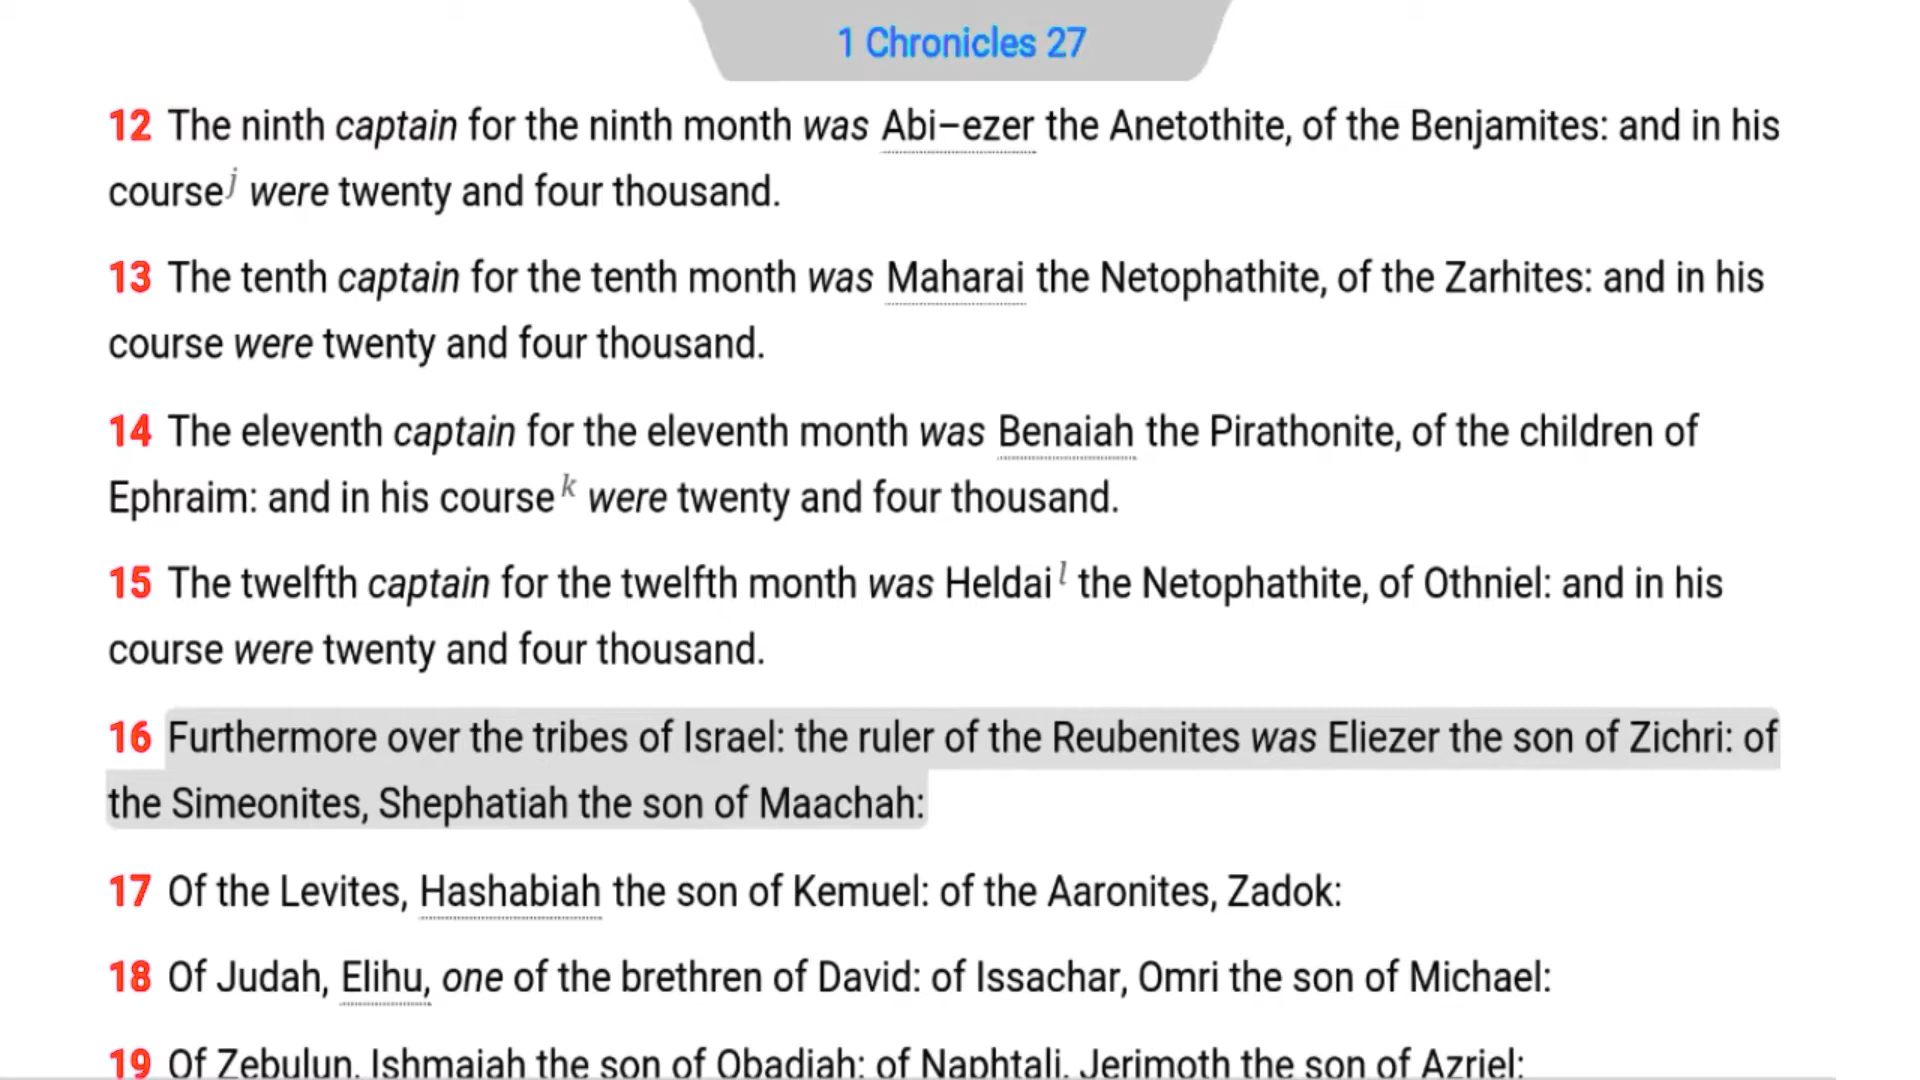 1 Chronicles 27
12 The ninth captain for the ninth month was Abi–ezer the Anetothite, of the Benjamites: and in his
course j were twenty and four thousand.
13 The tenth captain for the tenth month was Maharai the Netophathite, of the Zarhites: and in his
course were twenty and four thousand.
14 The eleventh captain for the eleventh month was Benaiah the Pirathonite, of the children of
Ephraim: and in his course k were twenty and four thousand.
15 The twelfth captain for the twelfth month was Heldai l the Netophathite, of Othniel: and in his
course were twenty and four thousand.
16 Furthermore over the tribes of Israel: the ruler of the Reubenites was Eliezer the son of Zichri: of
the Simeonites, Shephatiah the son of Maachah:
17 Of the Levites, Hashabiah the son of Kemuel: of the Aaronites, Zadok:
18 Of Judah, Elihu, one of the brethren of David: of Issachar, Omri the son of Michael:
19 Of Zebulun, Ishmaiah the son of Obadiah: of Naphtali, Jerimoth the son of Azriel: